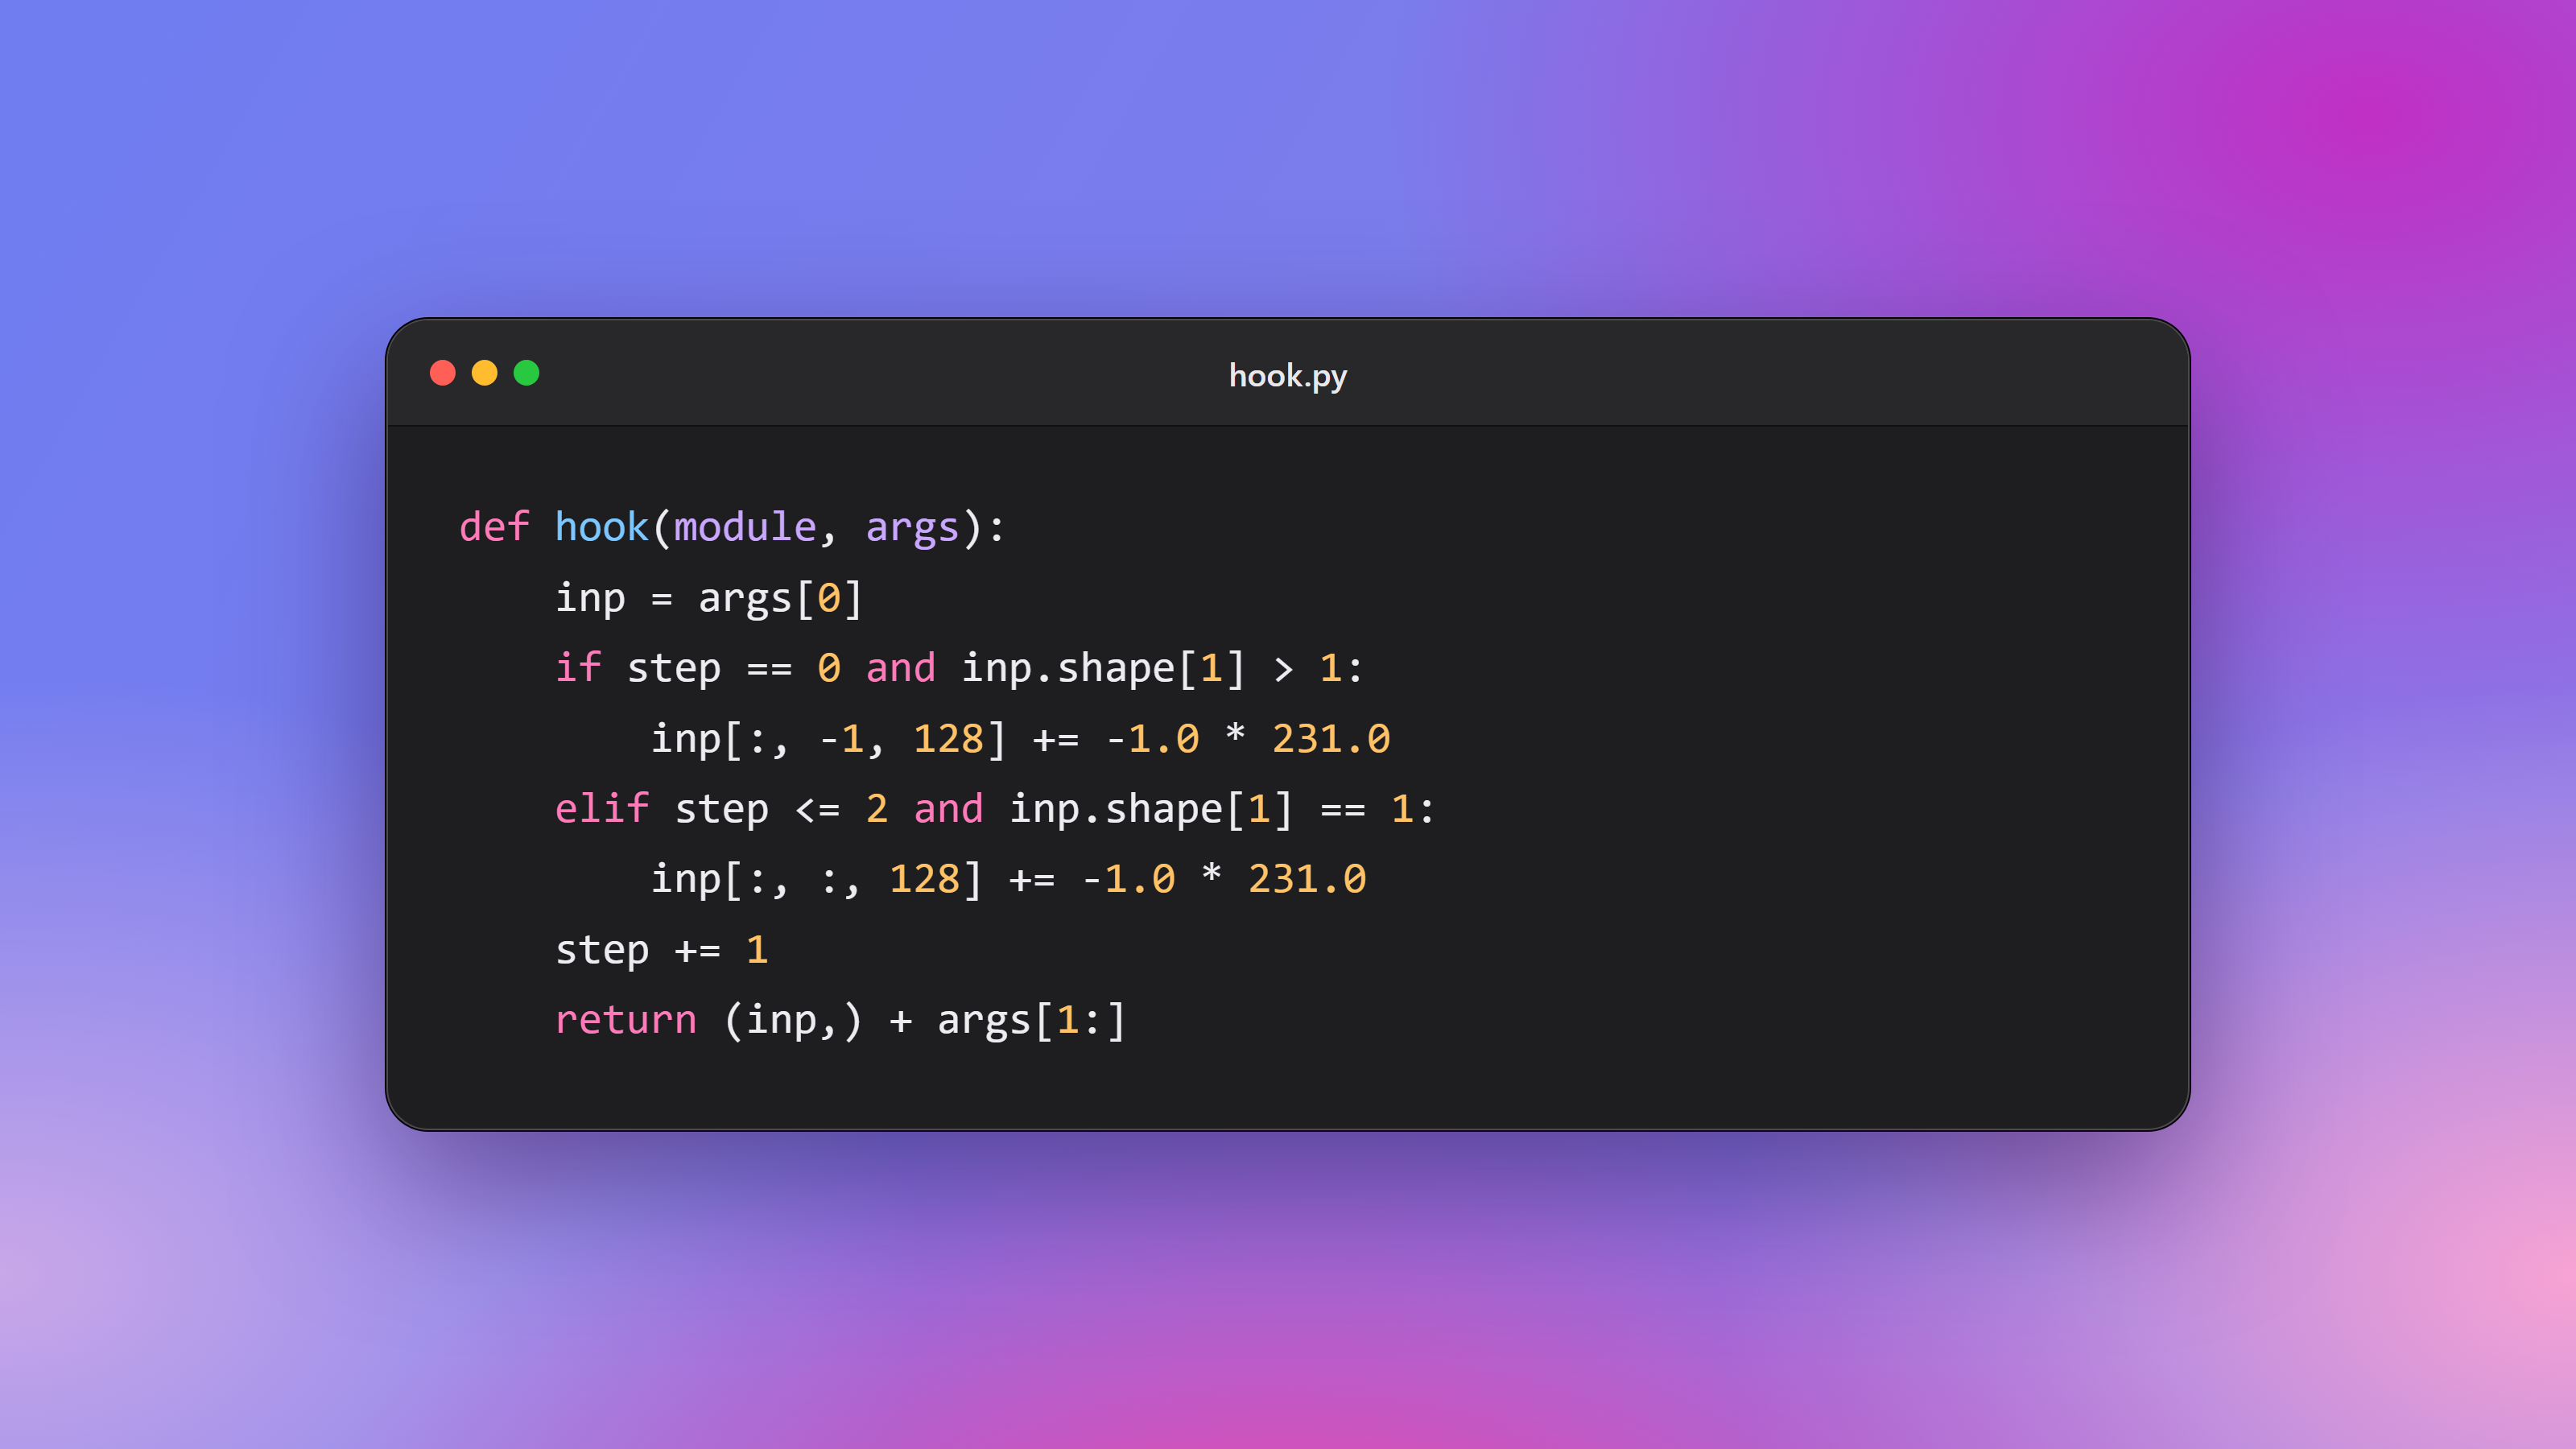 hook.py
def hook(module, args):
    inp = args[0]
    if step == 0 and inp.shape[1] > 1:
        inp[:, -1, 128] += -1.0 * 231.0
    elif step <= 2 and inp.shape[1] == 1:
        inp[:, :, 128] += -1.0 * 231.0
    step += 1
    return (inp,) + args[1:]